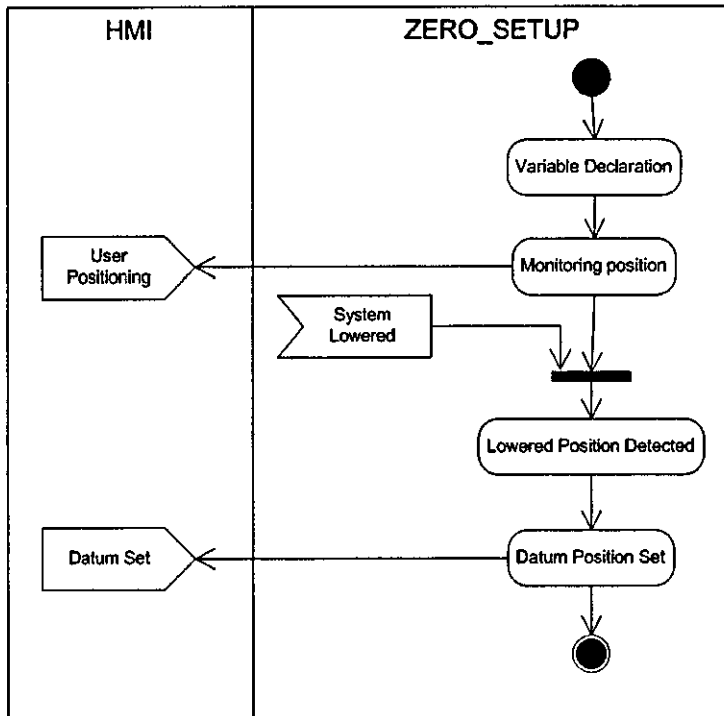 HMI
ZERO_SETUP
Variable Declaration
User
Positioning
Monitoring position
System
Lowered
Lowered Position Detected
Datum Set
Datum Position Set